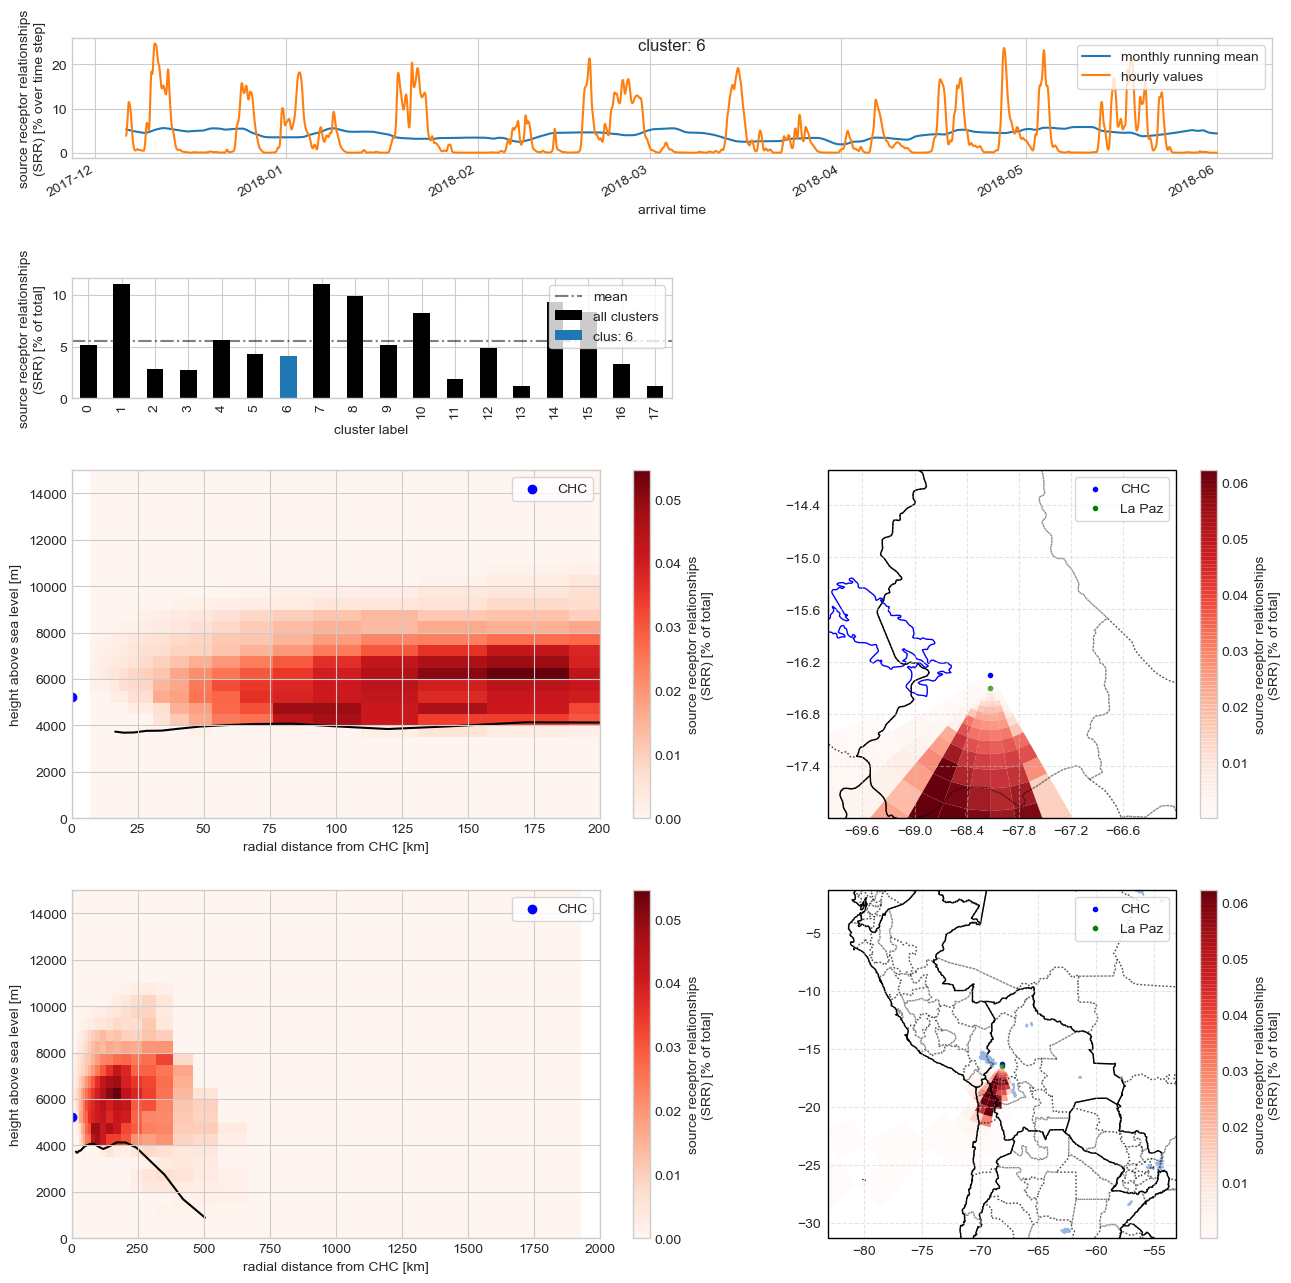 cluster: 6
source receptor relationships
(SRR) [% over time step]
20
10
0
monthly running mean
hourly values
2017-12
2018-01
2018-02
2018-03
2018-04
2018-05
2018-06
arrival time
source receptor relationships
(SRR) [% of total]
10
5
0
mean
all clusters
clus: 6
0 1 2 3 4 5 6 7 8 9 10 11 12 13 14 15 16 17
cluster label
height above sea level [m]
14000
12000
10000
8000
6000
4000
2000
0
CHC
0 25 50 75 100 125 150 175 200
radial distance from CHC [km]
0.05
0.04
0.03
0.02
0.01
0.00
source receptor relationships
(SRR) [% of total]
−14.4
−15.0
−15.6
−16.2
−16.8
−17.4
CHC
La Paz
−69.6 −69.0 −68.4 −67.8 −67.2 −66.6
0.06
0.05
0.04
0.03
0.02
0.01
source receptor relationships
(SRR) [% of total]
height above sea level [m]
14000
12000
10000
8000
6000
4000
2000
0
CHC
0 250 500 750 1000 1250 1500 1750 2000
radial distance from CHC [km]
0.05
0.04
0.03
0.02
0.01
0.00
source receptor relationships
(SRR) [% of total]
−5
−10
−15
−20
−25
−30
CHC
La Paz
−80 −75 −70 −65 −60 −55
0.06
0.05
0.04
0.03
0.02
0.01
source receptor relationships
(SRR) [% of total]